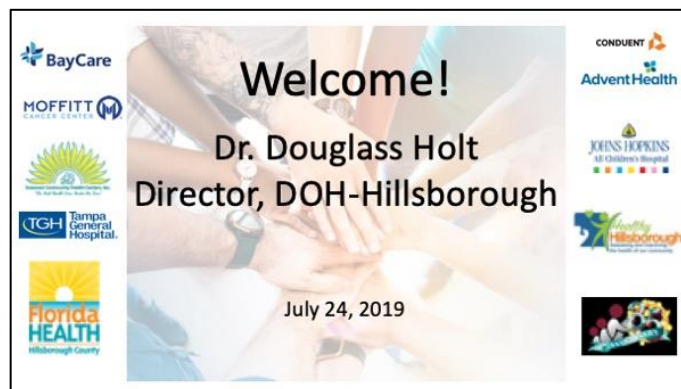 BayCare
MOFFITT
CANCER CENTER
TGH
Tampa
General
Hospital.
Florida
HEALTH
Hillsborough County
Welcome!
Dr. Douglass Holt
Director, DOH-Hillsborough
July 24, 2019
CONDUENT
AdventHealth
JOHNS HOPKINS
All Children's Hospital
Healthy
Hillsborough